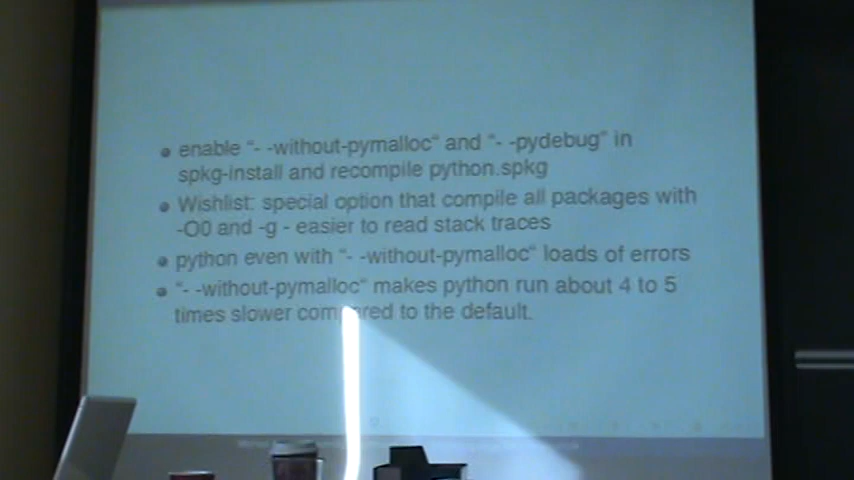 enable "- -without-pymalloc" and "- -pydebug" in
spkg-install and recompile python.spkg
Wishlist: special option that compile all packages with
-O0 and -g - easier to read stack traces
python even with "- -without-pymalloc" loads of errors
"- -without-pymalloc" makes python run about 4 to 5
times slower compared to the default.